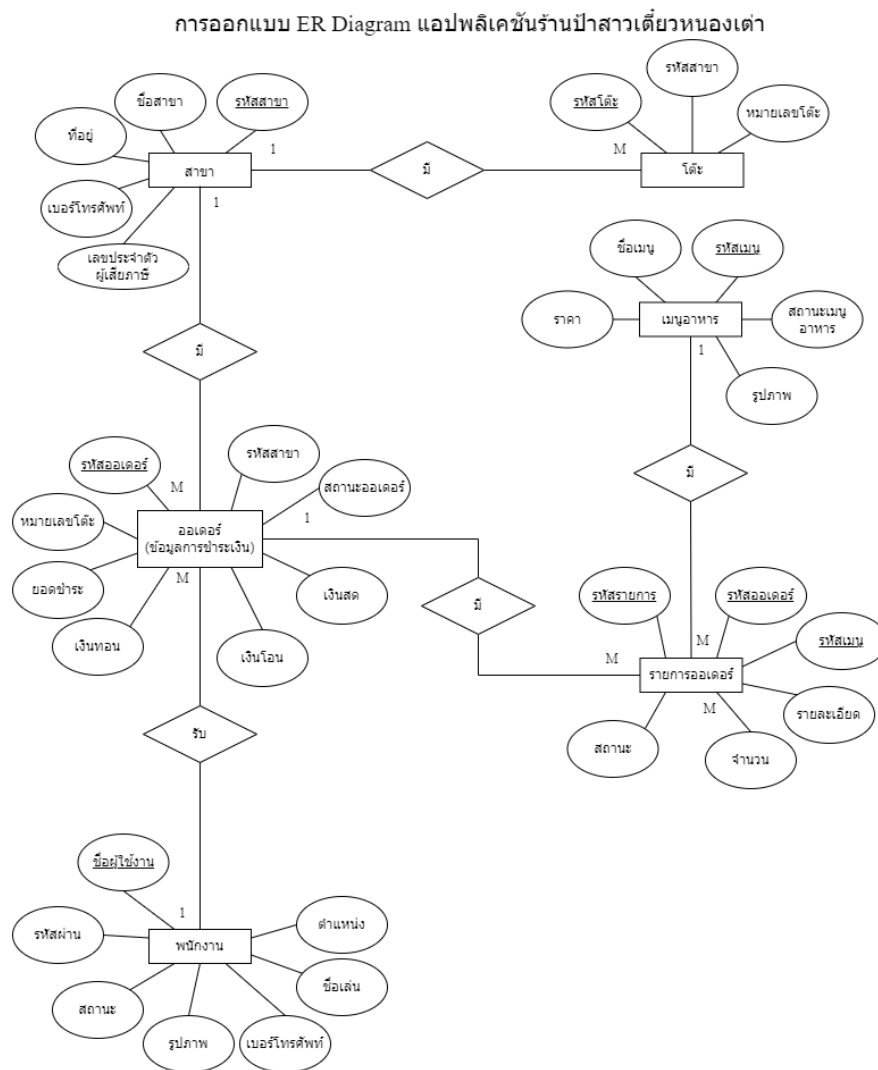 การออกแบบ ER Diagram แอปพลิเคชันร้านป้าสาวเตี๋ยวหนองเต่า
รหัสสาขา
ชื่อสาขา
รหัสสาขา
รหัสโต๊ะ
หมายเลขโต๊ะ
ที่อยู่
1
M
สาขา
มี
โต๊ะ
เบอร์โทรศัพท์
1
เลขประจำตัว
ผู้เสียภาษี
ชื่อเมนู
รหัสเมนู
ราคา
เมนูอาหาร
สถานะเมนู
อาหาร
1
มี
รูปภาพ
รหัสออเดอร์
รหัสสาขา
สถานะออเดอร์
มี
M
หมายเลขโต๊ะ
1
ออเดอร์
(ข้อมูลการชำระเงิน)
M
ยอดชำระ
เงินสด
มี
รหัสรายการ
รหัสออเดอร์
เงินทอน
เงินโอน
M
M
รหัสเมนู
รายการออเดอร์
M
รายละเอียด
รับ
สถานะ
จำนวน
ชื่อผู้ใช้งาน
1
ตำแหน่ง
รหัสผ่าน
พนักงาน
ชื่อเล่น
สถานะ
รูปภาพ
เบอร์โทรศัพท์